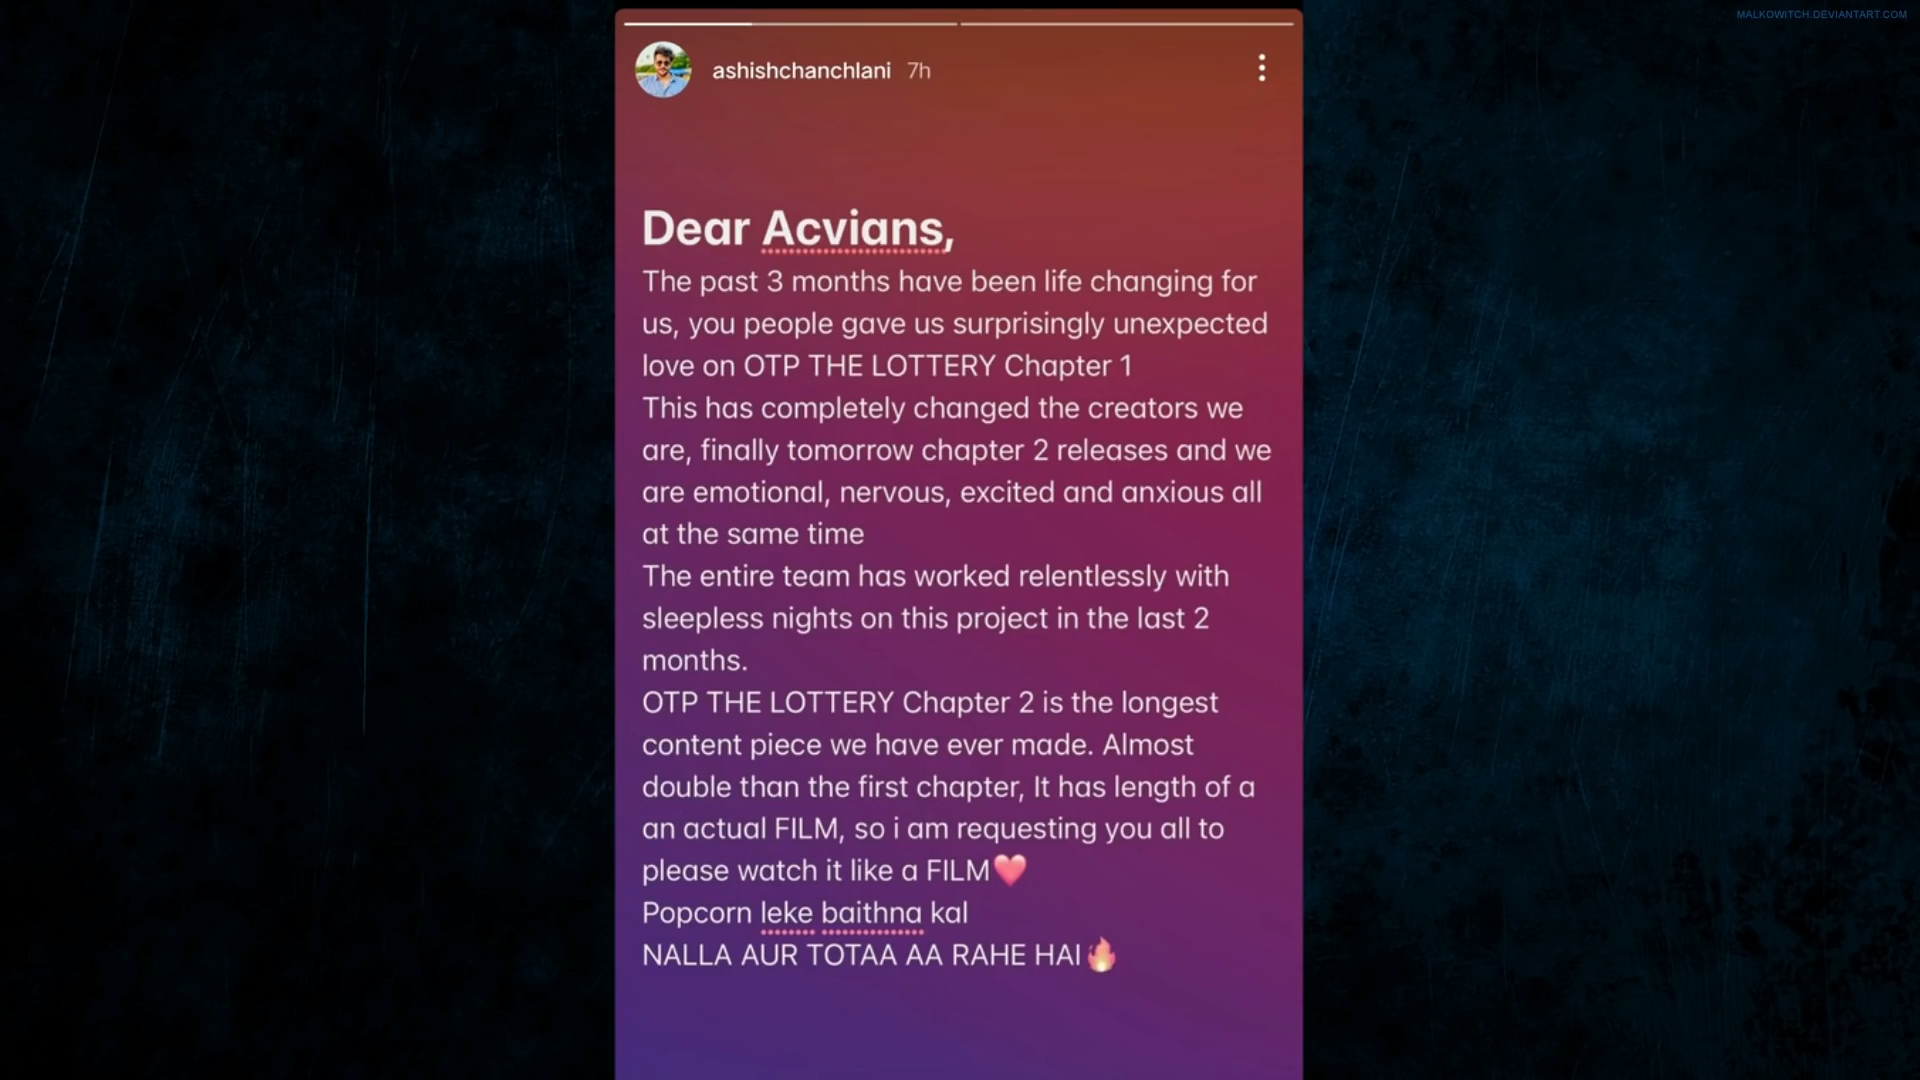 MALKOWITCH.DEVIANTART.COM
ashishchanchlani 7h
Dear Acvians,
The past 3 months have been life changing for
us, you people gave us surprisingly unexpected
love on OTP THE LOTTERY Chapter 1
This has completely changed the creators we
are, finally tomorrow chapter 2 releases and we
are emotional, nervous, excited and anxious all
at the same time
The entire team has worked relentlessly with
sleepless nights on this project in the last 2
months.
OTP THE LOTTERY Chapter 2 is the longest
content piece we have ever made. Almost
double than the first chapter, It has length of a
an actual FILM, so i am requesting you all to
please watch it like a FILM❤️
Popcorn leke baithna kal
NALLA AUR TOTAA AA RAHE HAI🔥